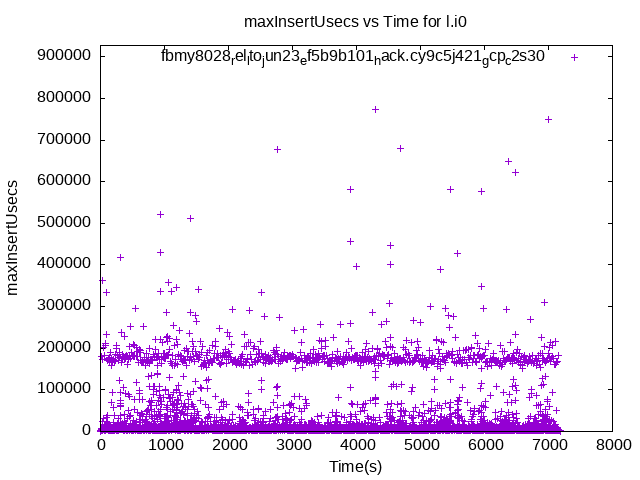 maxInsertUsecs vs Time for l.i0
fbmy8028relltojun23ef5b9b101hack.cy9c5j421gcpc2s30
900000
800000
700000
600000
500000
400000
300000
200000
100000
0
maxInsertUsecs
0 1000 2000 3000 4000 5000 6000 7000 8000
Time(s)